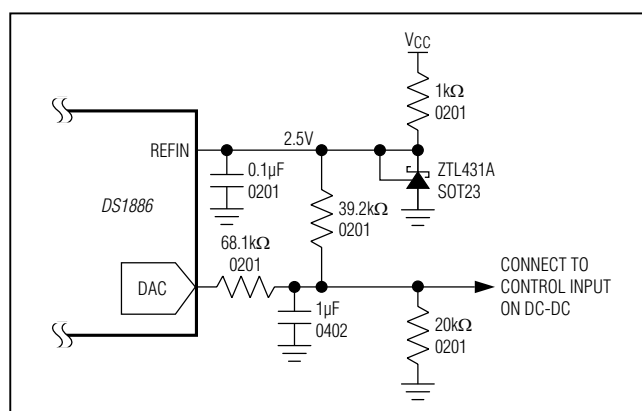 VCC
1kΩ
0201
2.5V
REFIN
ZTL431A
SOT23
0.1µF
0201
DS1886
39.2kΩ
0201
68.1kΩ
0201
DAC
CONNECT TO
CONTROL INPUT
ON DC-DC
1µF
0402
20kΩ
0201